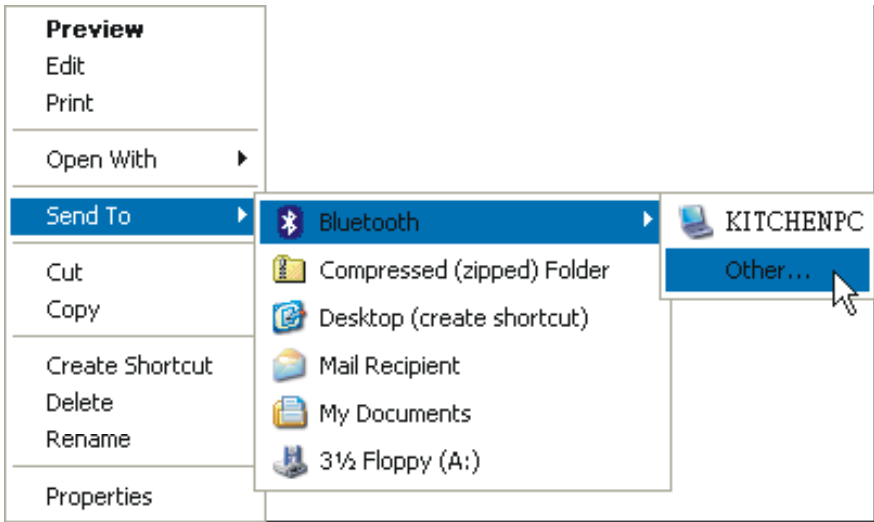 Preview
Edit
Print
Open With
Send To
Cut
Copy
Create Shortcut
Delete
Rename
Properties
Bluetooth
Compressed (zipped) Folder
Desktop (create shortcut)
Mail Recipient
My Documents
3½ Floppy (A:)
KITCHENPC
Other...